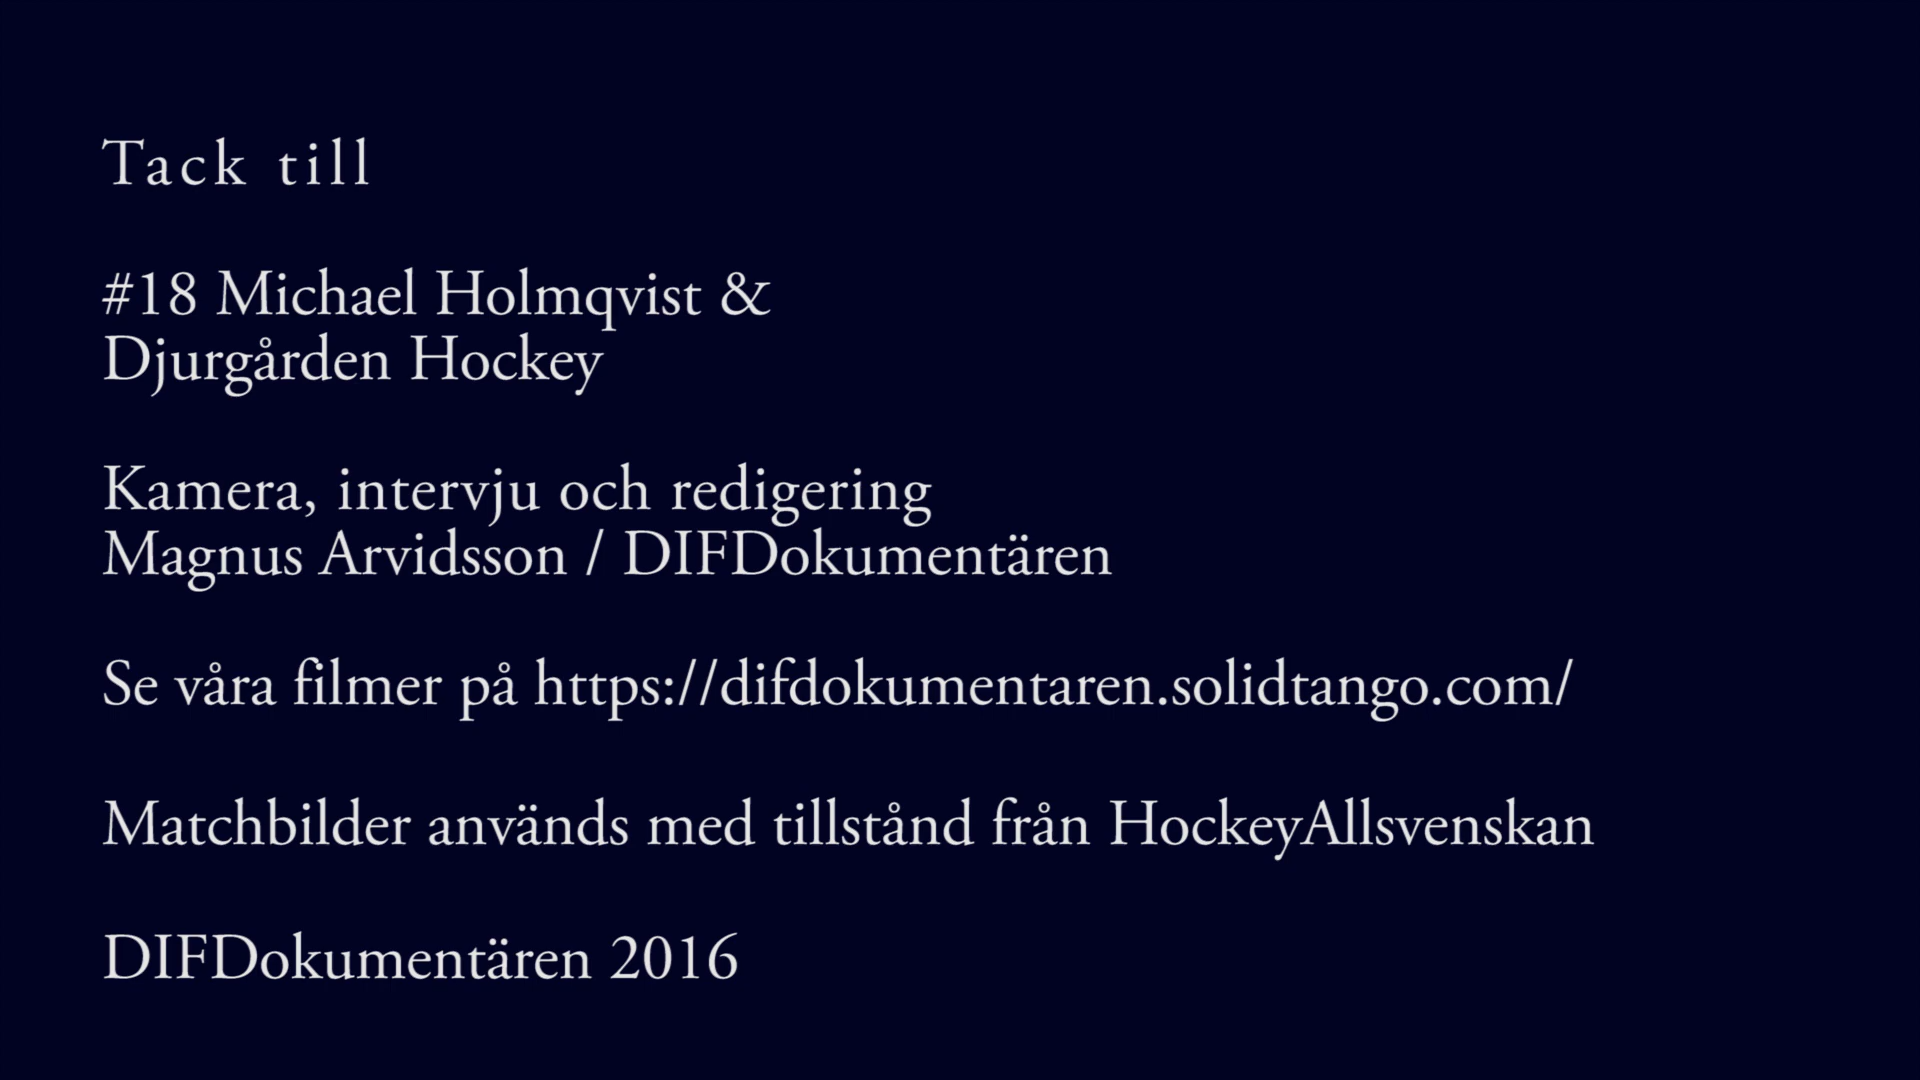 Tack till
#18 Michael Holmqvist &
Djurgården Hockey
Kamera, intervju och redigering
Magnus Arvidsson / DIFDokumentären
Se våra filmer på https://difdokumentaren.solidtango.com/
Matchbilder används med tillstånd från HockeyAllsvenskan
DIFDokumentären 2016